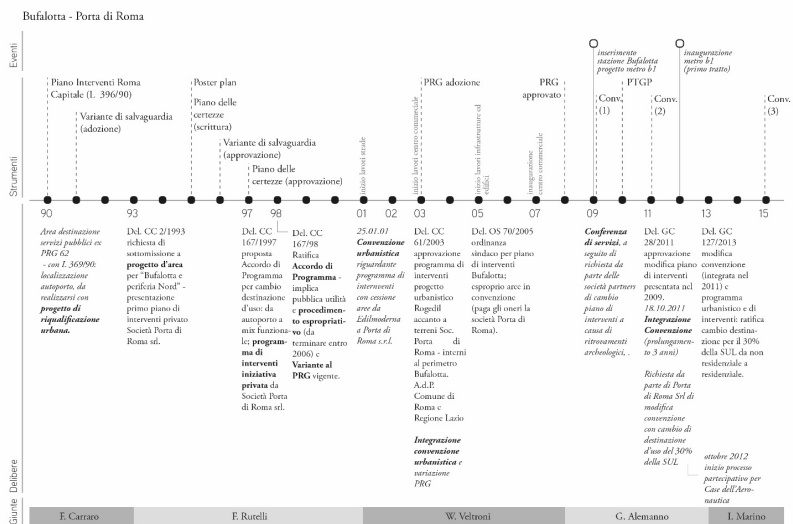 Bufalotta - Porta di Roma
Eventi
inserimento
stazione Bufalotta
progetto metro b1
inaugurazione
metro b1
(primo tratto)
Strumenti
Piano Interventi Roma
Capitale (L 396/90)
Variante di salvaguardia
(adozione)
Poster plan
Piano delle
certezze
(scrittura)
Variante di salvaguardia
(approvazione)
Piano delle
certezze (approvazione)
inizio lavori strade
inizio lavori centro commerciale
PRG adozione
inizio lavori infrastrutture ed
edifici
inaugurazione
centro commerciale
PRG
approvato
PTGP
Conv.
(1)
Conv.
(2)
Conv.
(3)
90 93 97 98 01 02 03 05 07 09 11 13 15
Delibere
Area destinazione
servizi pubblici ex
PRG 62
- con L 369/90:
localizzazione
autoporto, da
realizzarsi con
progetto di
riqualificazione
urbana.
Del. CC 2/1993
richiesta di
sottomissione a
progetto d'area
per "Bufalotta e
periferia Nord" -
presentazione
primo piano di
interventi privato
Società Porta di
Roma srl.
Del. CC
167/1997
proposta
Accordo di
Programma
per cambio
destinazione
d'uso: da
autoporto a
mix funziona-
le; program-
ma di
interventi
iniziativa
privata da
Società Porta
di Roma srl.
Del. CC
167/98
Ratifica
Accordo di
Programma -
implica
pubblica utilità
e procedimen-
to espropriati-
vo (da
terminare entro
2006) e
Variante al
PRG vigente.
25.01.01
Convenzione
urbanistica
riguardante
programma di
interventi
con cessione
aree da
Edilmoderna
a Porta di
Roma s.r.l.
Del. CC
61/2003
approvazione
programma di
interventi
progetto
urbanistico
Rogedil
accanto a
terreni Soc.
Porta di
Roma - interni
al perimetro
Bufalotta.
A.d.P.
Comune di
Roma e
Regione Lazio
Integrazione
convenzione
urbanistica e
variazione
PRG
Del. OS 70/2005
ordinanza
sindaco per piano
di interventi
Bufalotta;
esproprio aree in
convenzione
(paga gli oneri la
società Porta di
Roma).
Conferenza
di servizi, a
seguito di
richiesta da
parte delle
società partners
di cambio
piano di
interventi a
causa di
ritrovamenti
archeologici, .
Del. GC
28/2011
approvazione
modifica piano
di interventi
presentata nel
2009.
18.10.2011
Integrazione
Convenzione
(prolungamen-
to 3 anni)
Richiesta da
parte di Porta
di Roma Srl di
modifica
convenzione
con cambio di
destinazione
d'uso del 30%
della SUL
Del. GC
127/2013
modifica
convenzione
(integrata nel
2011) e
programma
urbanistico e di
interventi: ratifica
cambio destina-
zione per il 30%
della SUL da non
residenziale a
residenziale.
ottobre 2012
inizio processo
partecipativo per
Case dell'Aero-
nautica
Giunte
F. Carraro
F. Rutelli
W. Veltroni
G. Alemanno
I. Marino